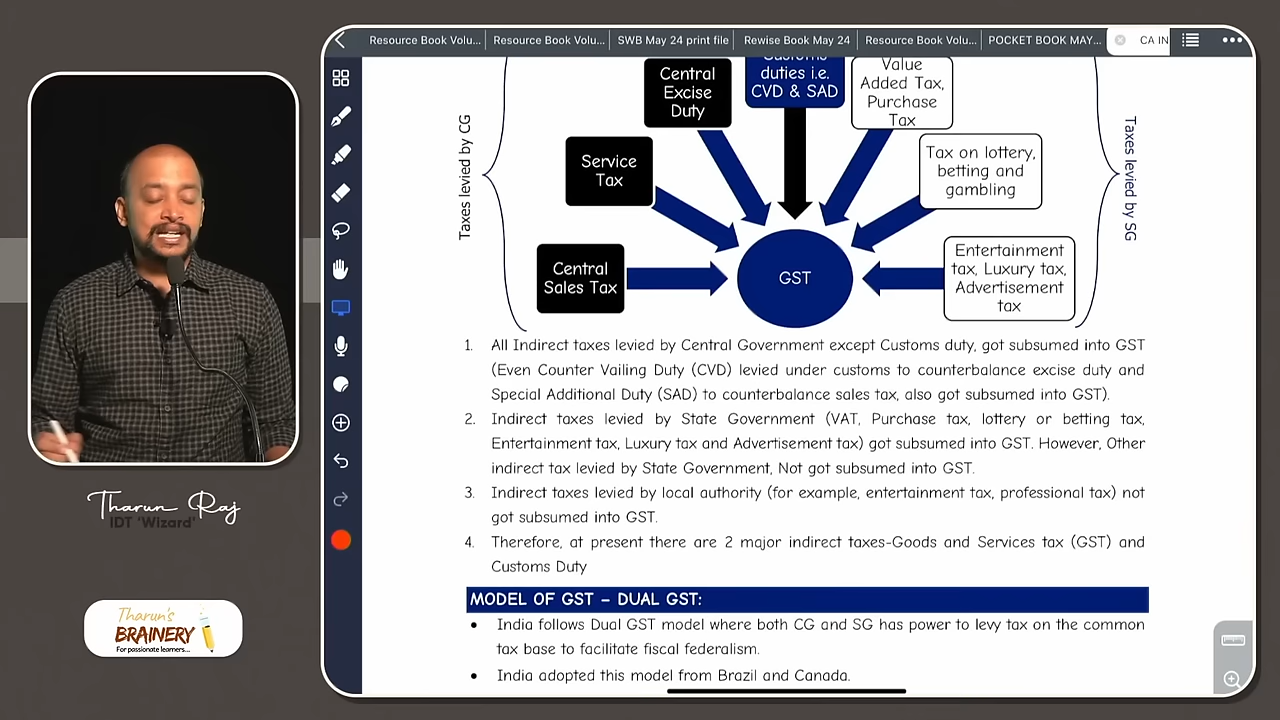 Resource Book Volu...
Resource Book Volu...
SWB May 24 print file
Rewise Book May 24
Resource Book Volu...
POCKET BOOK MAY...
CA IN
Taxes levied by CG
Central
Excise
Duty
duties i.e.
CVD & SAD
Value
Added Tax,
Purchase
Tax
Taxes levied by SG
Service
Tax
Tax on lottery,
betting and
gambling
Central
Sales Tax
GST
Entertainment
tax, Luxury tax,
Advertisement
tax
1. All Indirect taxes levied by Central Government except Customs duty, got subsumed into GST
(Even Counter Vailing Duty (CVD) levied under customs to counterbalance excise duty and
Special Additional Duty (SAD) to counterbalance sales tax, also got subsumed into GST).
2. Indirect taxes levied by State Government (VAT, Purchase tax, lottery or betting tax,
Entertainment tax, Luxury tax and Advertisement tax) got subsumed into GST. However, Other
indirect tax levied by State Government, Not got subsumed into GST.
3. Indirect taxes levied by local authority (for example, entertainment tax, professional tax) not
got subsumed into GST.
4. Therefore, at present there are 2 major indirect taxes-Goods and Services tax (GST) and
Customs Duty
MODEL OF GST – DUAL GST:
• India follows Dual GST model where both CG and SG has power to levy tax on the common
tax base to facilitate fiscal federalism.
• India adopted this model from Brazil and Canada.
Tharun Raj
IDT 'Wizard'
Tharun's
BRAINERY
For passionate learners...